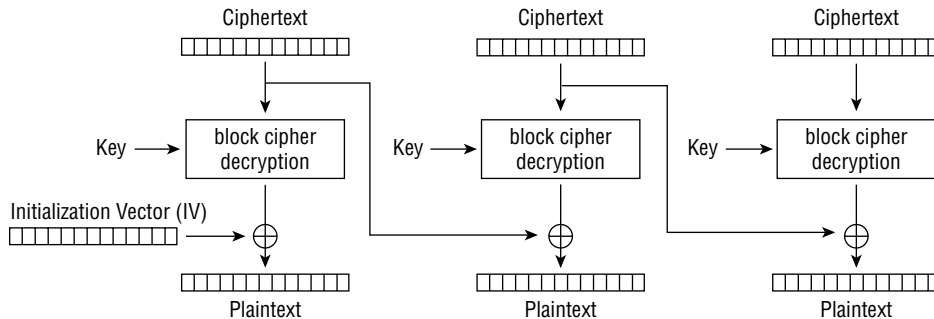 Ciphertext
Ciphertext
Ciphertext
Key
block cipher
decryption
Key
block cipher
decryption
Key
block cipher
decryption
Initialization Vector (IV)
Plaintext
Plaintext
Plaintext